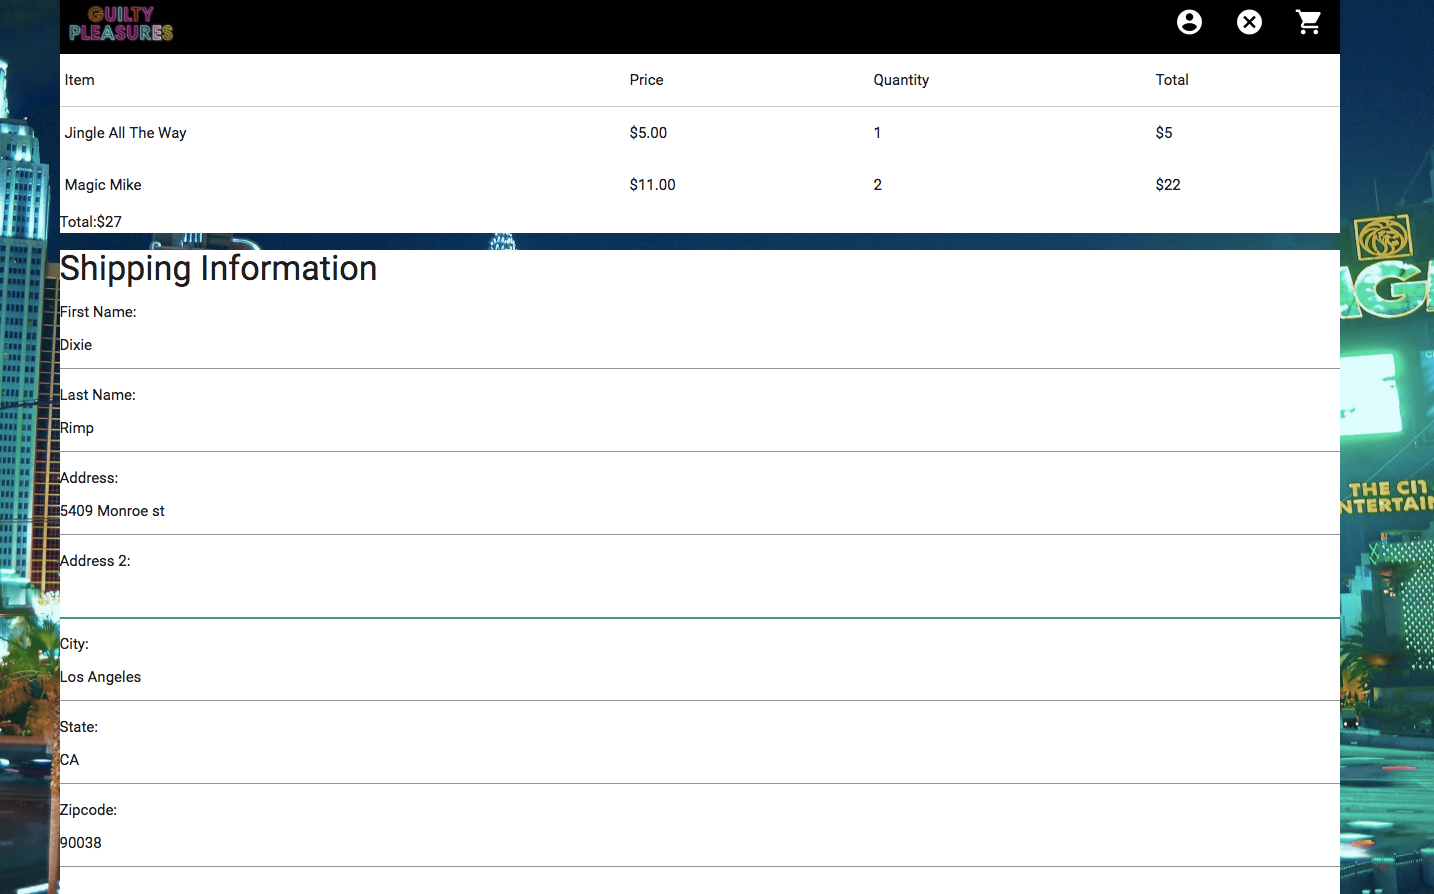 GUILTY
PLEASURES
Item Price Quantity Total
Jingle All The Way $5.00 1 $5
Magic Mike $11.00 2 $22
Total:$27
Shipping Information
First Name:
Dixie
Last Name:
Rimp
Address:
5409 Monroe st
Address 2:
City:
Los Angeles
State:
CA
Zipcode:
90038
THE CIT
NTERTAI